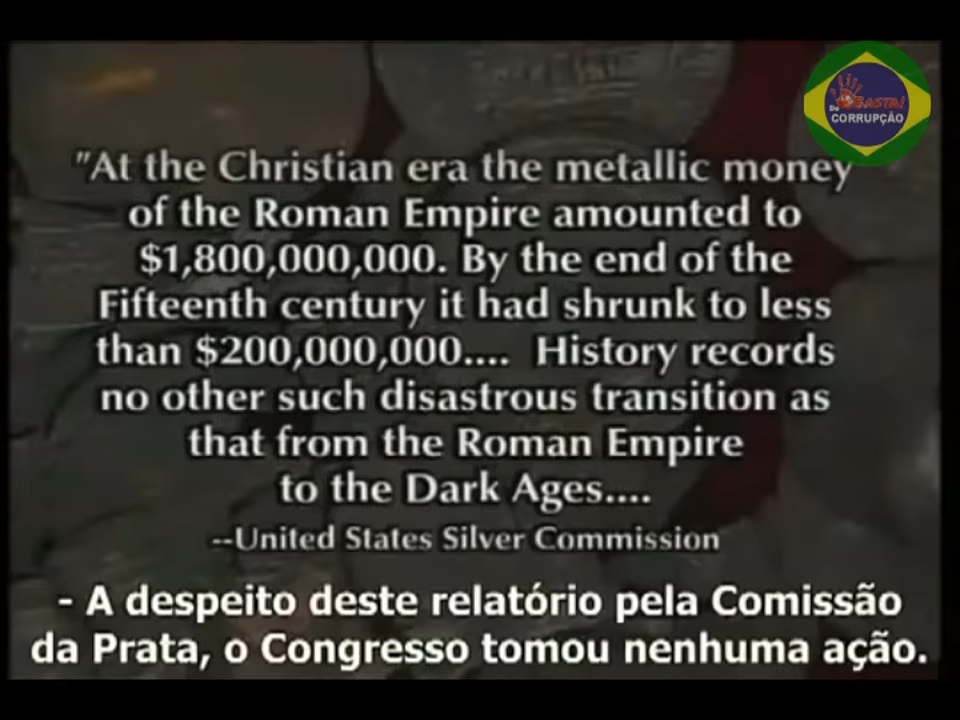 Dê
BASTA!
CORRUPÇÃO
"At the Christian era the metallic money
of the Roman Empire amounted to
$1,800,000,000. By the end of the
Fifteenth century it had shrunk to less
than $200,000,000.... History records
no other such disastrous transition as
that from the Roman Empire
to the Dark Ages....
--United States Silver Commission
- A despeito deste relatório pela Comissão
da Prata, o Congresso tomou nenhuma ação.